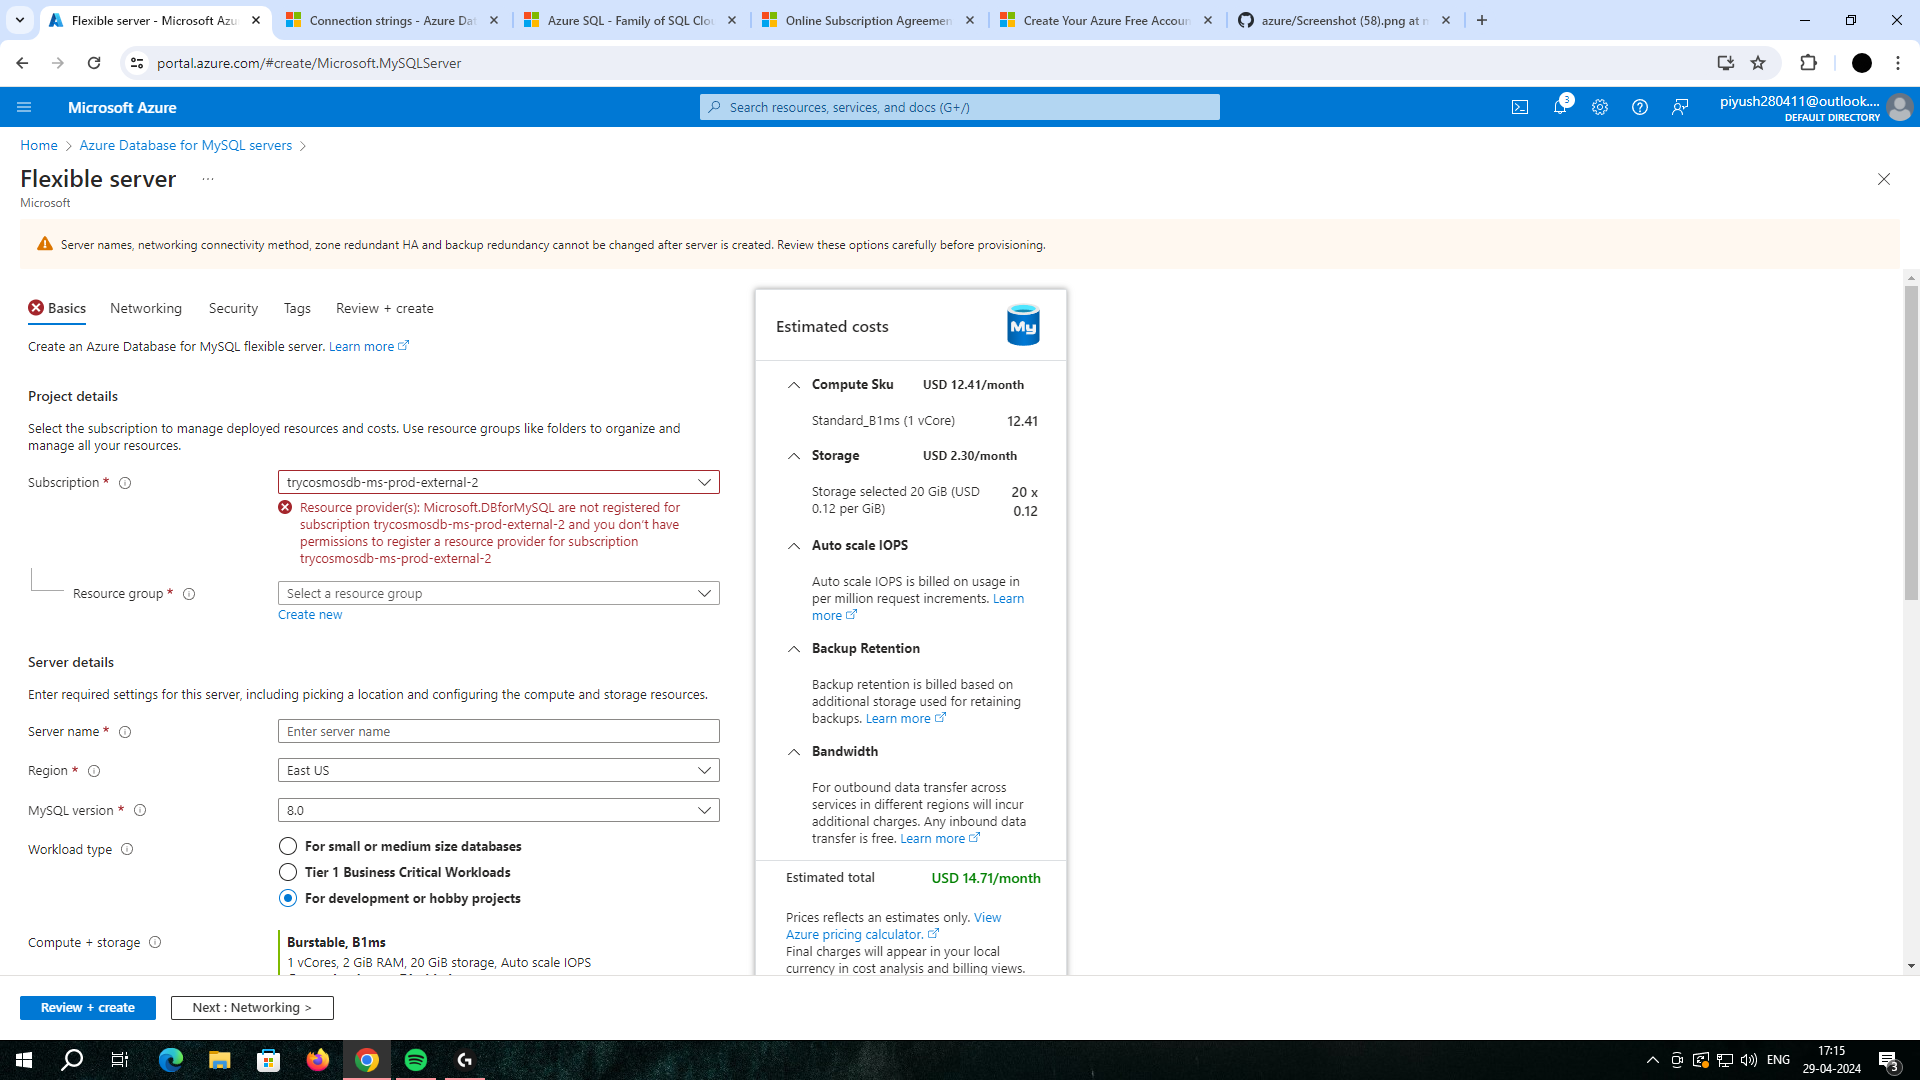 Flexible server - Microsoft Azu
Connection strings - Azure Dat
Azure SQL - Family of SQL Clou
Online Subscription Agreemen
Create Your Azure Free Accoun
azure/Screenshot (58).png at m
portal.azure.com/#create/Microsoft.MySQLServer
Microsoft Azure
Search resources, services, and docs (G+/)
3
piyush280411@outlook....
DEFAULT DIRECTORY
Home > Azure Database for MySQL servers >
Flexible server ...
Microsoft
Server names, networking connectivity method, zone redundant HA and backup redundancy cannot be changed after server is created. Review these options carefully before provisioning.
Basics Networking Security Tags Review + create
Create an Azure Database for MySQL flexible server. Learn more
Project details
Select the subscription to manage deployed resources and costs. Use resource groups like folders to organize and
manage all your resources.
Subscription *
trycosmosdb-ms-prod-external-2
Resource provider(s): Microsoft.DBforMySQL are not registered for
subscription trycosmosdb-ms-prod-external-2 and you don't have
permissions to register a resource provider for subscription
trycosmosdb-ms-prod-external-2
Resource group *
Select a resource group
Create new
Server details
Enter required settings for this server, including picking a location and configuring the compute and storage resources.
Server name *
Enter server name
Region *
East US
MySQL version *
8.0
Workload type
For small or medium size databases
Tier 1 Business Critical Workloads
For development or hobby projects
Compute + storage
Burstable, B1ms
1 vCores, 2 GiB RAM, 20 GiB storage, Auto scale IOPS
Estimated costs
My
Compute Sku USD 12.41/month
Standard_B1ms (1 vCore) 12.41
Storage USD 2.30/month
Storage selected 20 GiB (USD 20 x
0.12 per GiB) 0.12
Auto scale IOPS
Auto scale IOPS is billed on usage in
per million request increments. Learn
more
Backup Retention
Backup retention is billed based on
additional storage used for retaining
backups. Learn more
Bandwidth
For outbound data transfer across
services in different regions will incur
additional charges. Any inbound data
transfer is free. Learn more
Estimated total USD 14.71/month
Prices reflects an estimates only. View
Azure pricing calculator.
Final charges will appear in your local
currency in cost analysis and billing views.
Review + create
Next : Networking >
ENG
17:15
29-04-2024
3